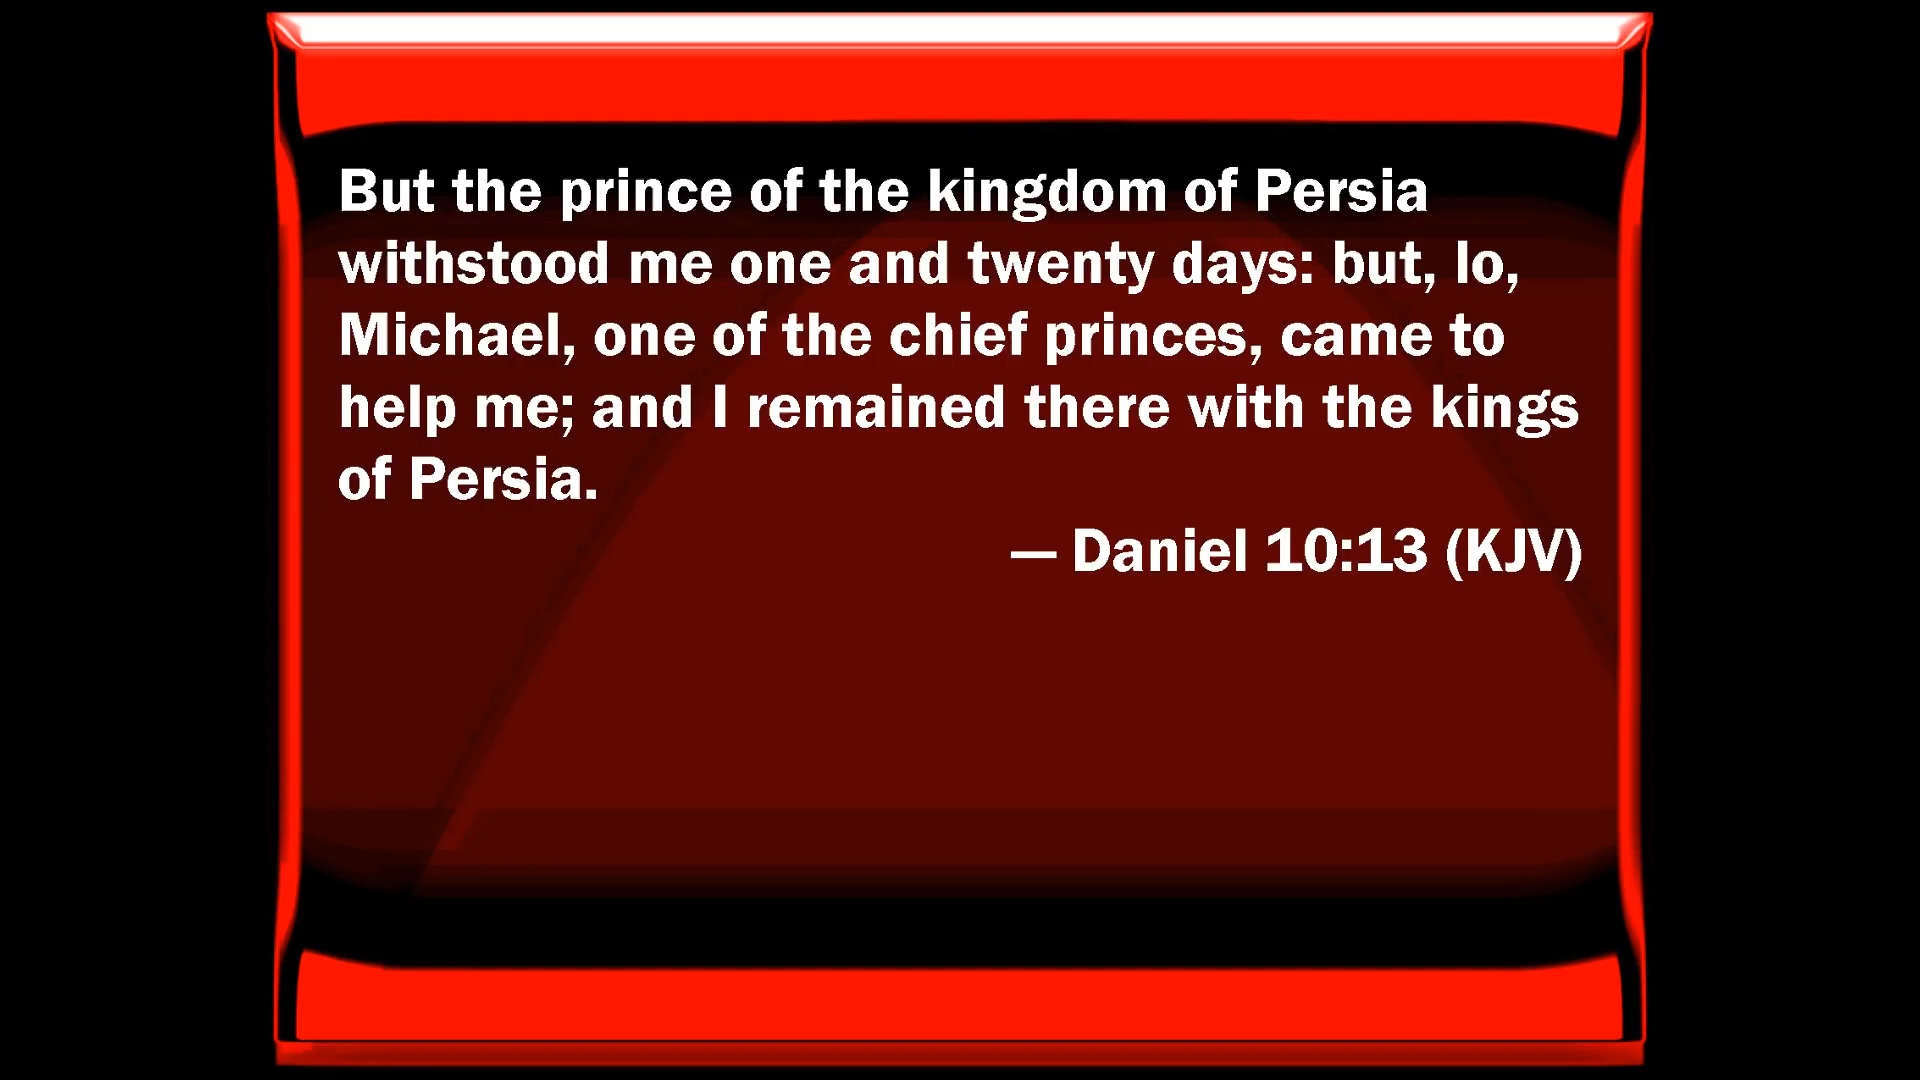 But the prince of the kingdom of Persia
withstood me one and twenty days: but, lo,
Michael, one of the chief princes, came to
help me; and I remained there with the kings
of Persia.
— Daniel 10:13 (KJV)